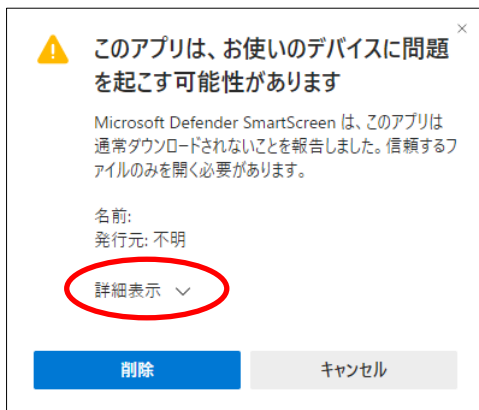 このアプリは、お使いのデバイスに問題
を起こす可能性があります
Microsoft Defender SmartScreen は、このアプリは
通常ダウンロードされないことを報告しました。信頼するフ
ァイルのみを開く必要があります。
名前:
発行元: 不明
詳細表示
削除
キャンセル